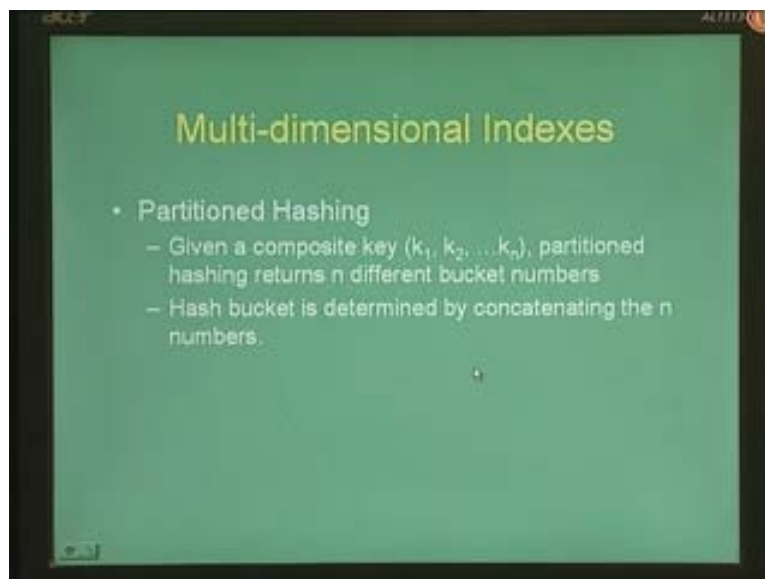 acer
Multi-dimensional Indexes
• Partitioned Hashing
– Given a composite key (k₁, k₂, …kₙ), partitioned
hashing returns n different bucket numbers
– Hash bucket is determined by concatenating the n
numbers.